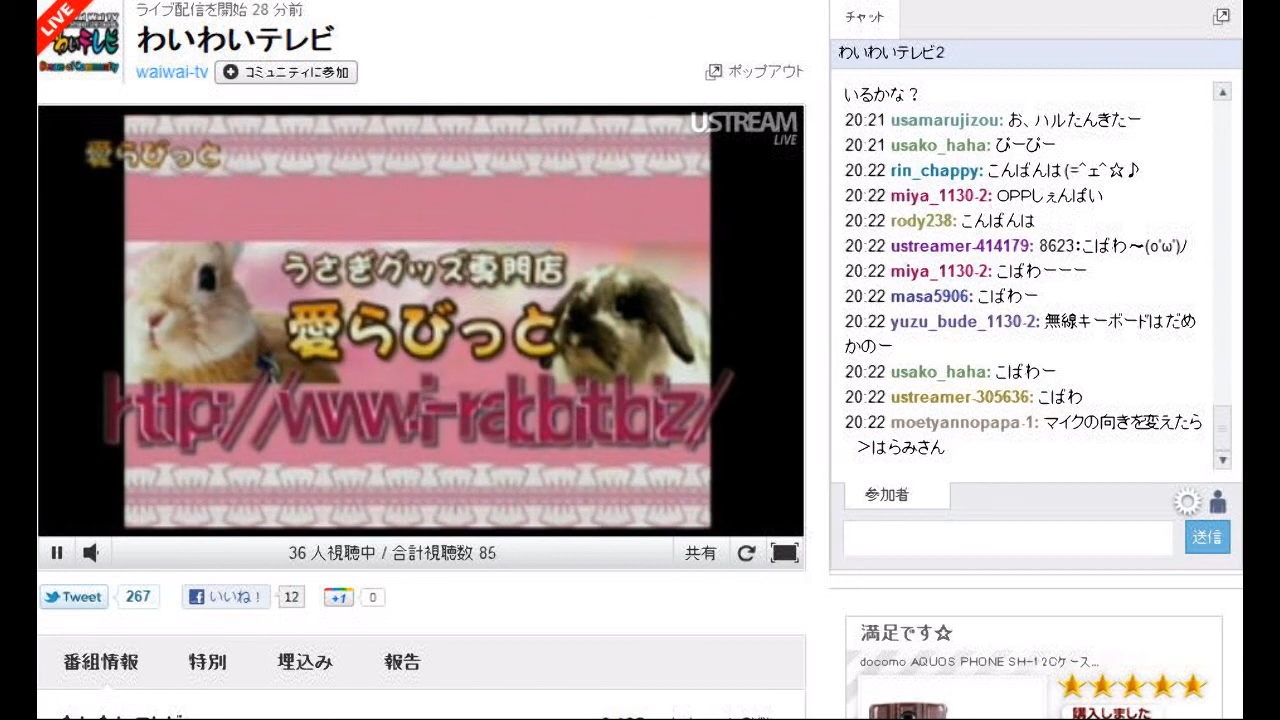 ライブ配信を開始 28 分前
LIVE
わいテレビ
わいわいテレビ
waiwai-tv コミュニティに参加
ポップアウト
USTREAM
LIVE
愛らびっと
うさぎグッズ専門店
愛らびっと
http://www.i-rabbit.biz/
36 人視聴中 / 合計視聴数 85
共有
Tweet 267 いいね！ 12 +1 0
番組情報 特別 埋込み 報告
チャット
わいわいテレビ2
いるかな？
20:21 usamarujizou: お、ハルたんきたー
20:21 usako_haha: ぴーぴー
20:22 rin_chappy: こんばんは(=^ェ^☆♪
20:22 miya_1130-2: OPPしぇんぱい
20:22 rody238: こんばんは
20:22 ustreamer-414179: 8623:こばわ～(o'ω')ﾉ
20:22 miya_1130-2: こばわーーー
20:22 masa5906: こばわー
20:22 yuzu_bude_1130-2: 無線キーボードはだめ
かのー
20:22 usako_haha: こばわー
20:22 ustreamer-305636: こばわ
20:22 moetyannopapa-1: マイクの向きを変えたら
>はらみさん
参加者
送信
満足です☆
docomo AQUOS PHONE SH-12Cケース...
購入しました